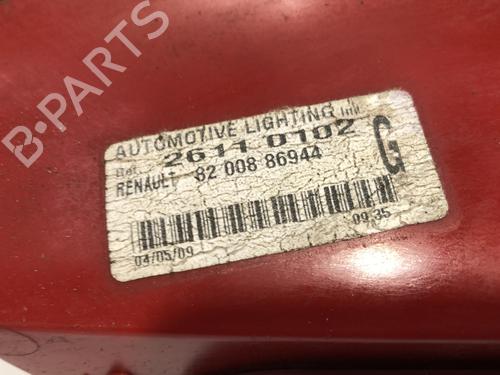 B-PARTS
AUTOMOTIVE LIGHTING
Ref. 2611 0102
RENAULT 82 008 86944
G
04/05/09 09:35